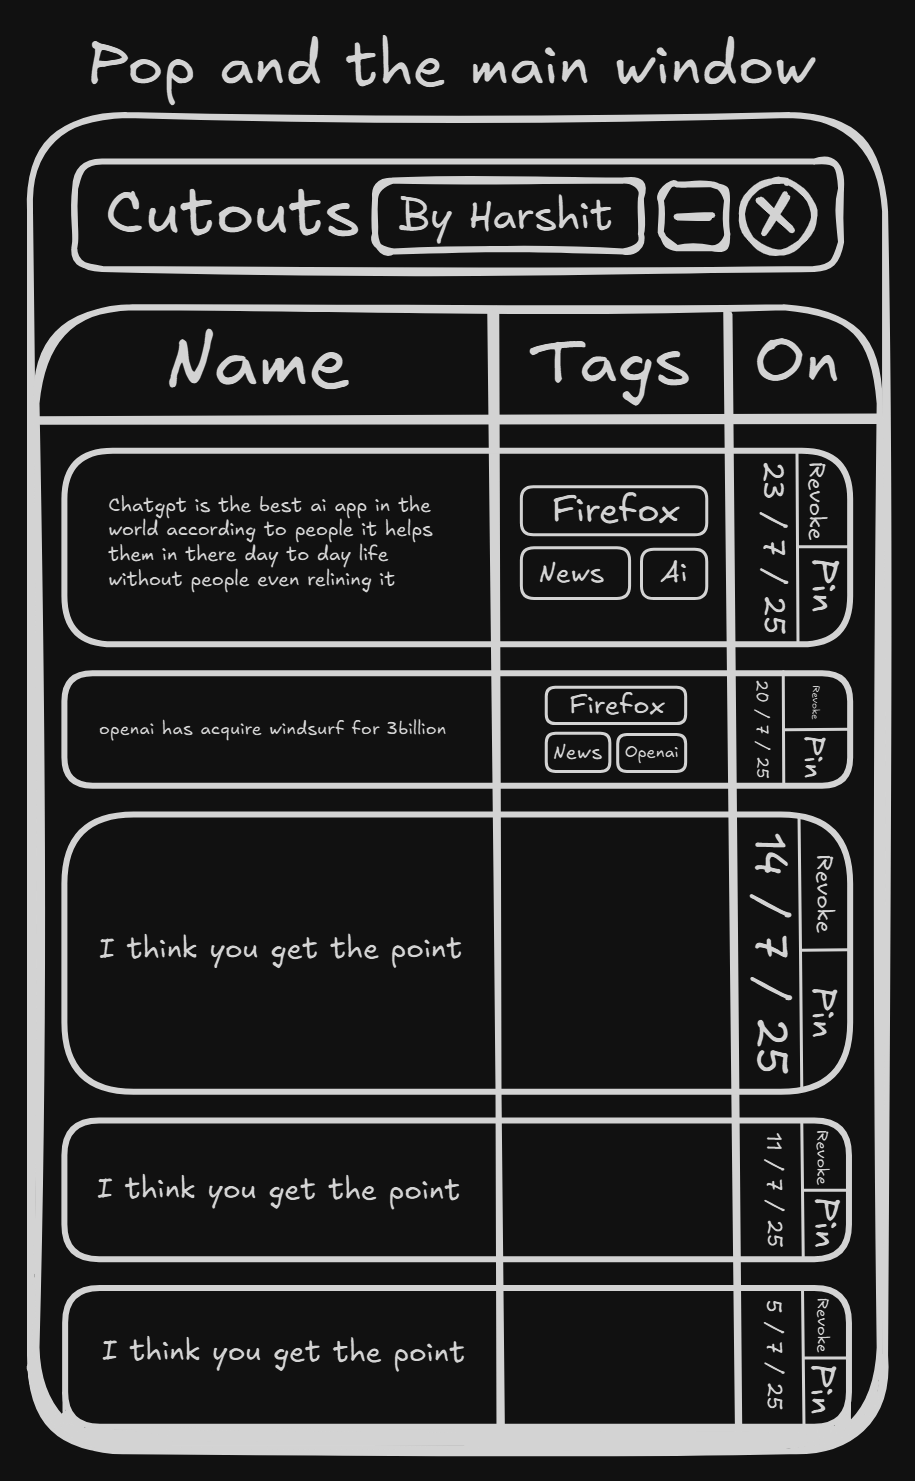 Pop and the main window
Cutouts By Harshit − X
Name Tags On
Chatgpt is the best ai app in the
world according to people it helps
them in there day to day life
without people even relining it
Firefox
News Ai
23 / 7 / 25
Revoke
Pin
openai has acquire windsurf for 3billion
Firefox
News Openai
20 / 7 / 25
Revoke
Pin
I think you get the point
14 / 7 / 25
Revoke
Pin
I think you get the point
11 / 7 / 25
Revoke
Pin
I think you get the point
5 / 7 / 25
Revoke
Pin